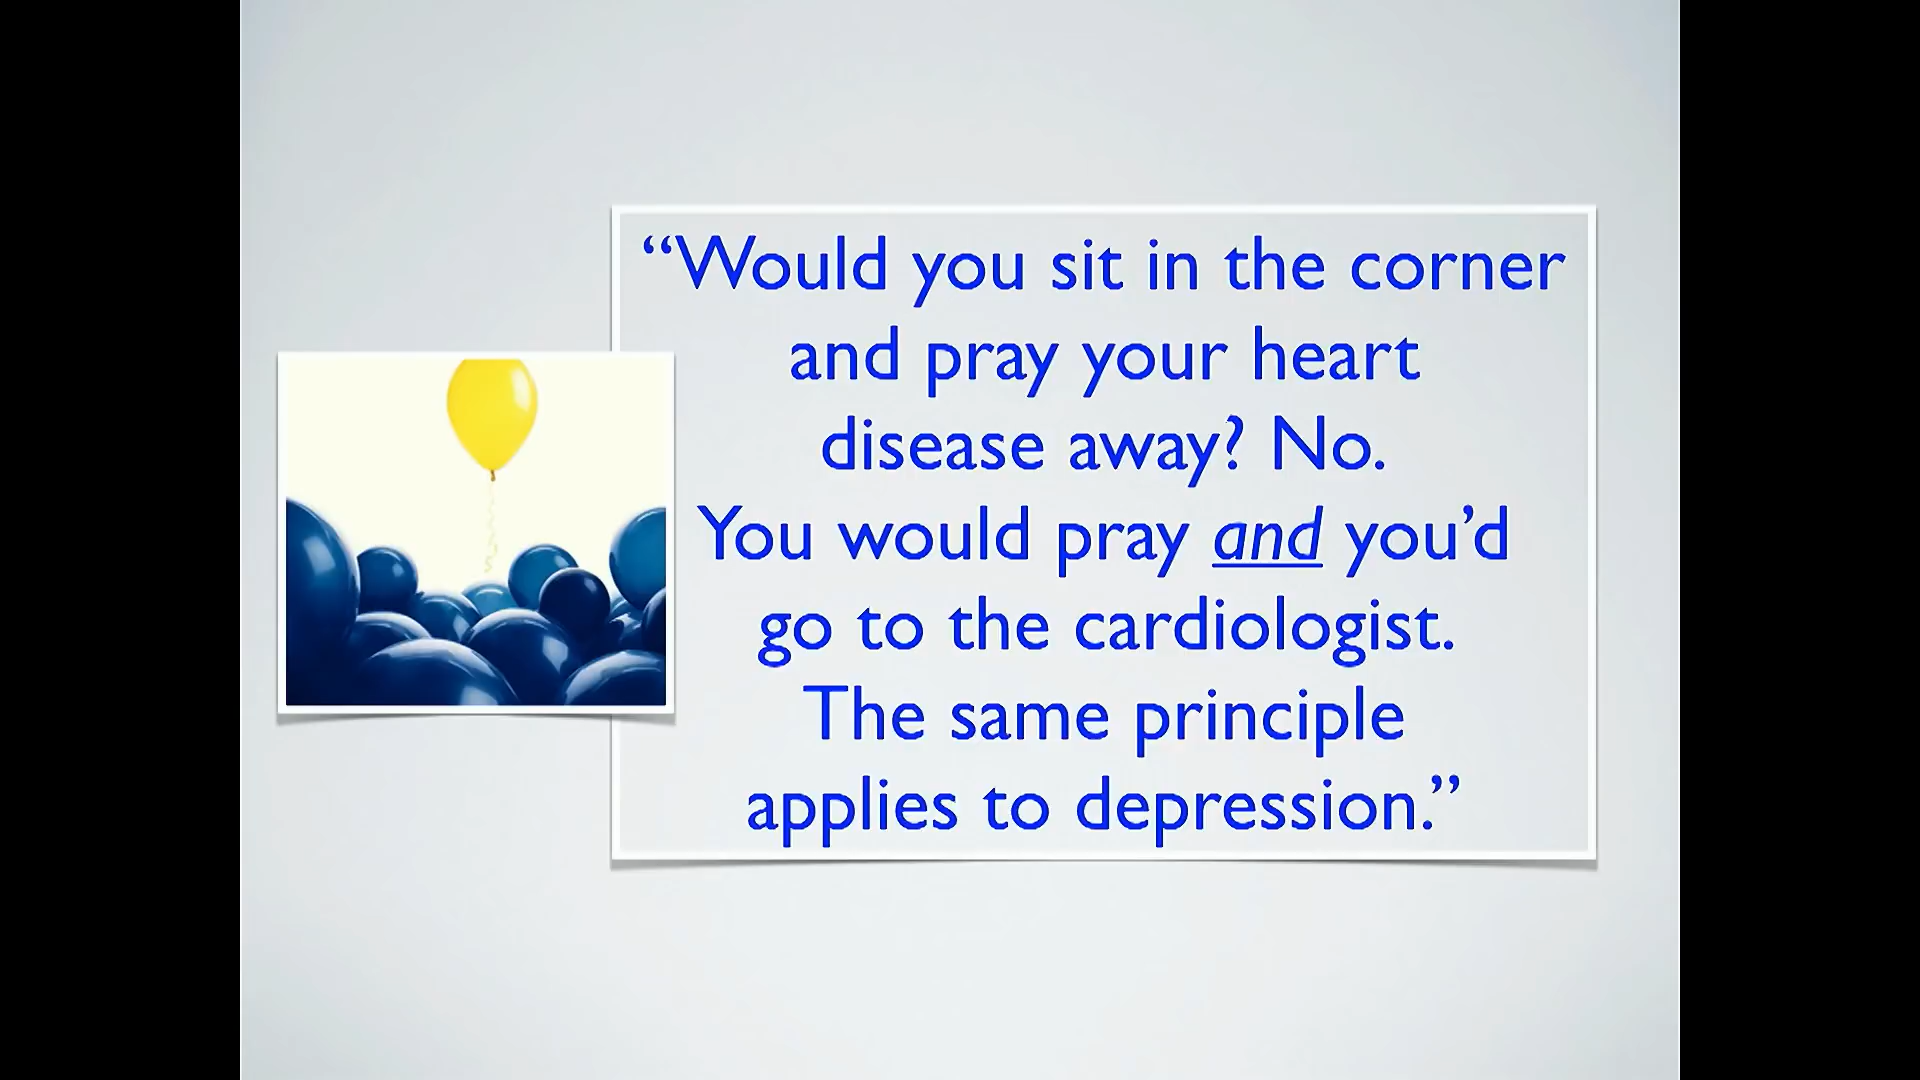 “Would you sit in the corner
and pray your heart
disease away? No.
You would pray and you’d
go to the cardiologist.
The same principle
applies to depression.”